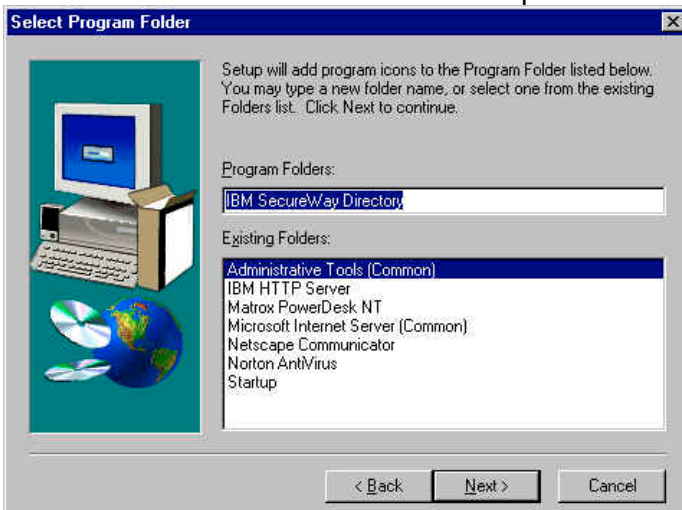 Select Program Folder
Setup will add program icons to the Program Folder listed below.
You may type a new folder name, or select one from the existing
Folders list. Click Next to continue.
Program Folders:
IBM SecureWay Directory
Existing Folders:
Administrative Tools (Common)
IBM HTTP Server
Matrox PowerDesk NT
Microsoft Internet Server (Common)
Netscape Communicator
Norton AntiVirus
Startup
< Back
Next >
Cancel